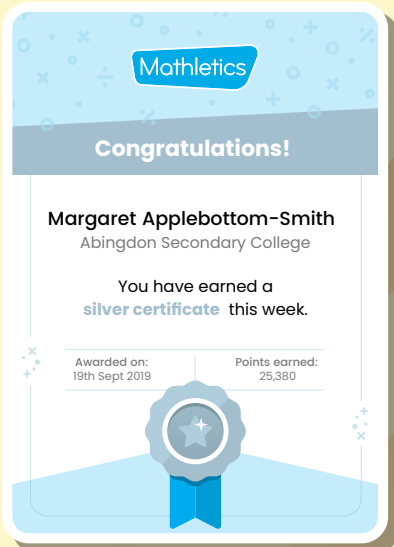 Mathletics
Congratulations!
Margaret Applebottom-Smith
Abingdon Secondary College
You have earned a
silver certificate this week.
Awarded on:
19th Sept 2019
Points earned:
25,380